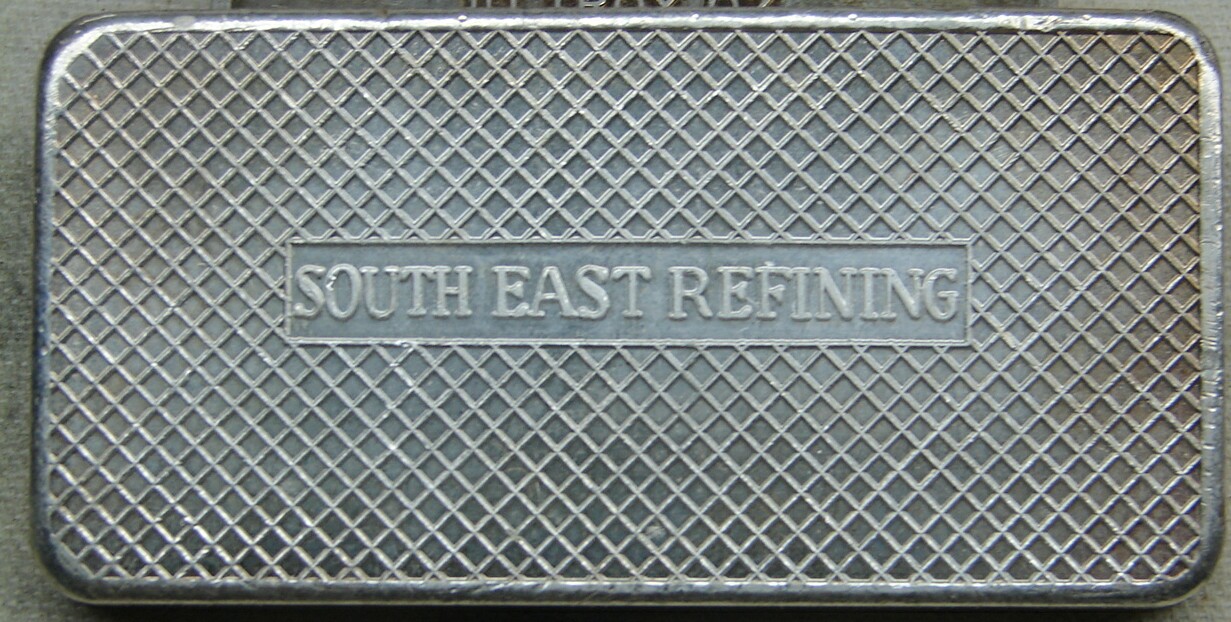 SOUTH EAST REFINING